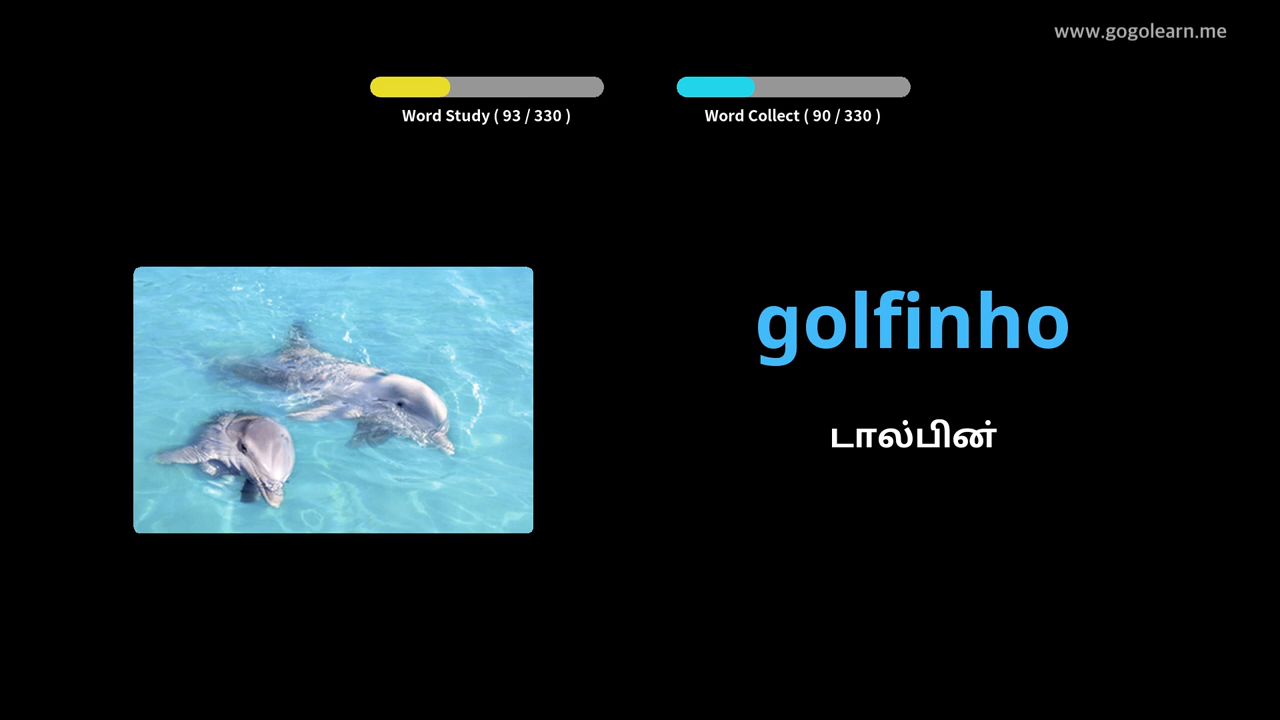 www.gogolearn.me
Word Study ( 93 / 330 )
Word Collect ( 90 / 330 )
golfinho
டால்பின்